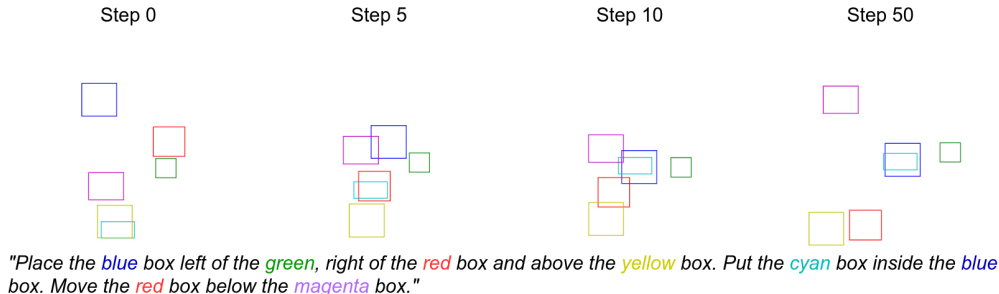 Step 0 Step 5 Step 10 Step 50
"Place the blue box left of the green, right of the red box and above the yellow box. Put the cyan box inside the blue
box. Move the red box below the magenta box."